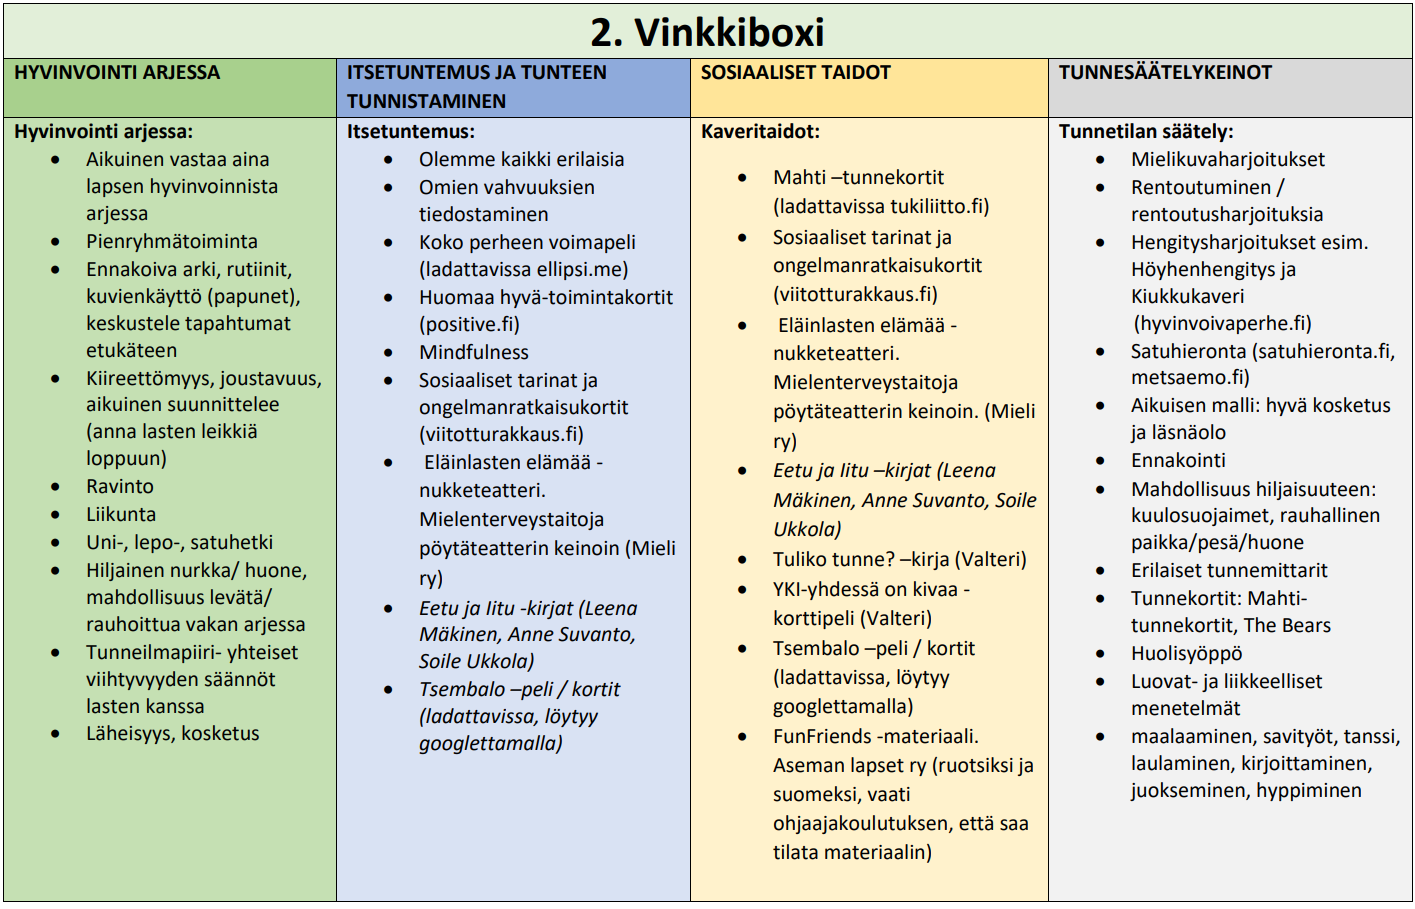 2. Vinkkiboxi
HYVINVOINTI ARJESSA
ITSETUNTEMUS JA TUNTEEN
TUNNISTAMINEN
SOSIAALISET TAIDOT
TUNNESÄÄTELYKEINOT
Hyvinvointi arjessa:
• Aikuinen vastaa aina
lapsen hyvinvoinnista
arjessa
• Pienryhmätoiminta
• Ennakoiva arki, rutiinit,
kuvienkäyttö (papunet),
keskustele tapahtumat
etukäteen
• Kiireettömyys, joustavuus,
aikuinen suunnittelee
(anna lasten leikkiä
loppuun)
• Ravinto
• Liikunta
• Uni-, lepo-, satuhetki
• Hiljainen nurkka/ huone,
mahdollisuus levätä/
rauhoittua vakan arjessa
• Tunneilmapiiri- yhteiset
viihtyvyyden säännöt
lasten kanssa
• Läheisyys, kosketus
Itsetuntemus:
• Olemme kaikki erilaisia
• Omien vahvuuksien
tiedostaminen
• Koko perheen voimapeli
(ladattavissa ellipsi.me)
• Huomaa hyvä-toimintakortit
(positive.fi)
• Mindfulness
• Sosiaaliset tarinat ja
ongelmanratkaisukortit
(viitotturakkaus.fi)
• Eläinlasten elämää -
nukketeatteri.
Mielenterveystaitoja
pöytäteatterin keinoin (Mieli
ry)
• Eetu ja Iitu -kirjat (Leena
Mäkinen, Anne Suvanto,
Soile Ukkola)
• Tsembalo –peli / kortit
(ladattavissa, löytyy
googlettamalla)
Kaveritaidot:
• Mahti –tunnekortit
(ladattavissa tukiliitto.fi)
• Sosiaaliset tarinat ja
ongelmanratkaisukortit
(viitotturakkaus.fi)
• Eläinlasten elämää -
nukketeatteri.
Mielenterveystaitoja
pöytäteatterin keinoin. (Mieli
ry)
• Eetu ja Iitu –kirjat (Leena
Mäkinen, Anne Suvanto, Soile
Ukkola)
• Tuliko tunne? –kirja (Valteri)
• YKI-yhdessä on kivaa -
korttipeli (Valteri)
• Tsembalo –peli / kortit
(ladattavissa, löytyy
googlettamalla)
• FunFriends -materiaali.
Aseman lapset ry (ruotsiksi ja
suomeksi, vaati
ohjaajakoulutuksen, että saa
tilata materiaalin)
Tunnetilan säätely:
• Mielikuvaharjoitukset
• Rentoutuminen /
rentoutusharjoituksia
• Hengitysharjoitukset esim.
Höyhenhengitys ja
Kiukkukaveri
(hyvinvoivaperhe.fi)
• Satuhieronta (satuhieronta.fi,
metsaemo.fi)
• Aikuisen malli: hyvä kosketus
ja läsnäolo
• Ennakointi
• Mahdollisuus hiljaisuuteen:
kuulosuojaimet, rauhallinen
paikka/pesä/huone
• Erilaiset tunnemittarit
• Tunnekortit: Mahti-
tunnekortit, The Bears
• Huolisyöppö
• Luovat- ja liikkeelliset
menetelmät
• maalaaminen, savityöt, tanssi,
laulaminen, kirjoittaminen,
juokseminen, hyppiminen